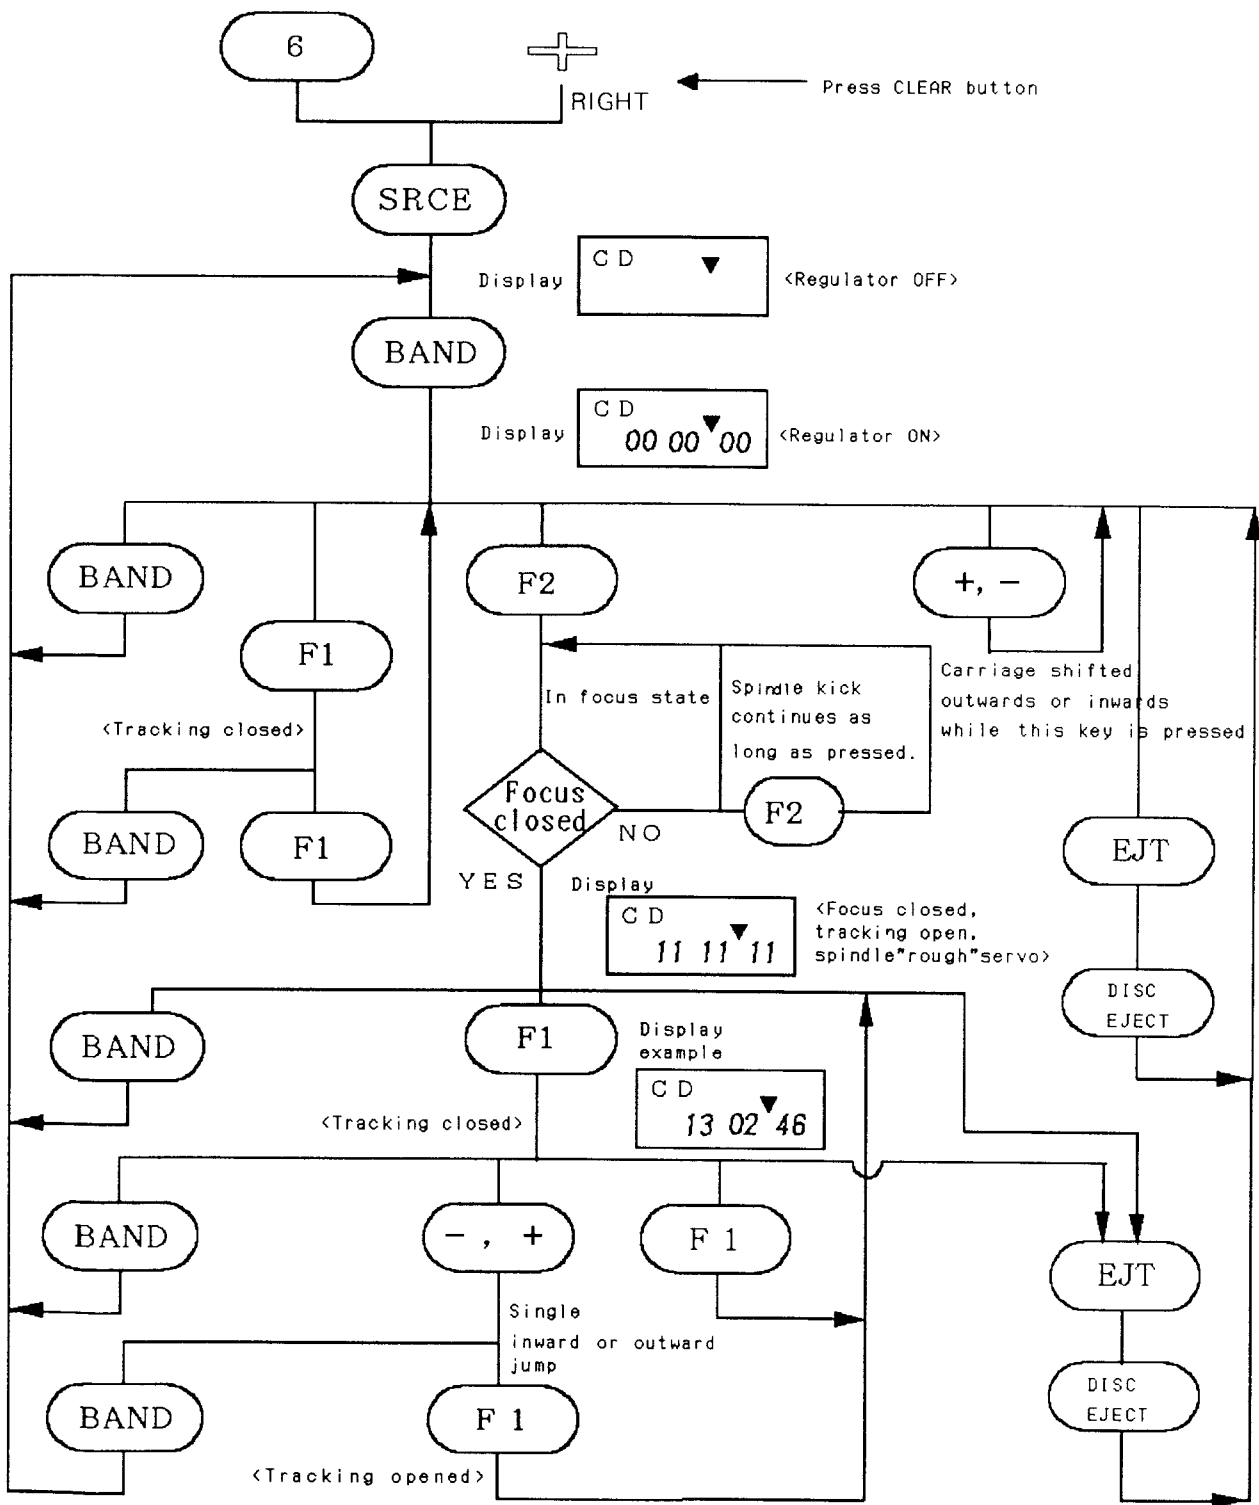 6
RIGHT
Press CLEAR button
SRCE
Display
CD ▼
<Regulator OFF>
BAND
Display
CD ▼
00 00 00
<Regulator ON>
BAND
F1
<Tracking closed>
BAND
F1
F2
In focus state
Spindle kick
continues as
long as pressed.
Focus
closed
NO
F2
YES
+, -
Carriage shifted
outwards or inwards
while this key is pressed
EJT
DISC
EJECT
Display
CD ▼
11 11 11
<Focus closed,
tracking open,
spindle"rough"servo>
BAND
F1
Display
example
CD ▼
13 02 46
<Tracking closed>
BAND
- , +
F 1
EJT
Single
inward or outward
jump
BAND
F 1
DISC
EJECT
<Tracking opened>